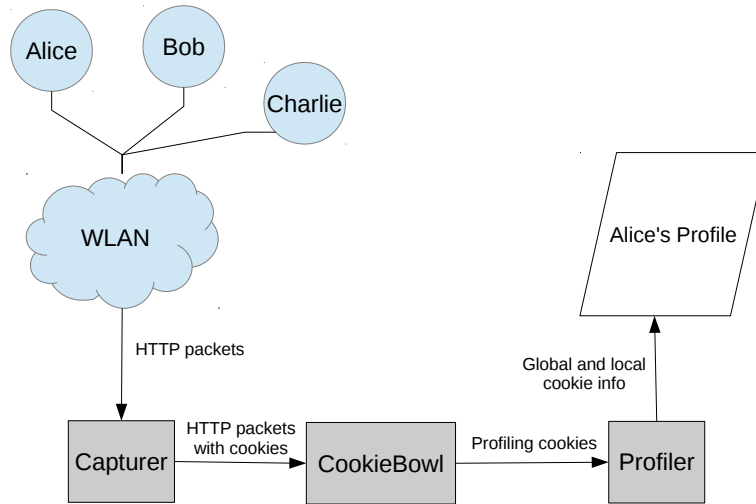 Alice
Bob
Charlie
WLAN
Alice's Profile
HTTP packets
Global and local
cookie info
HTTP packets
with cookies
Profiling cookies
Capturer
CookieBowl
Profiler